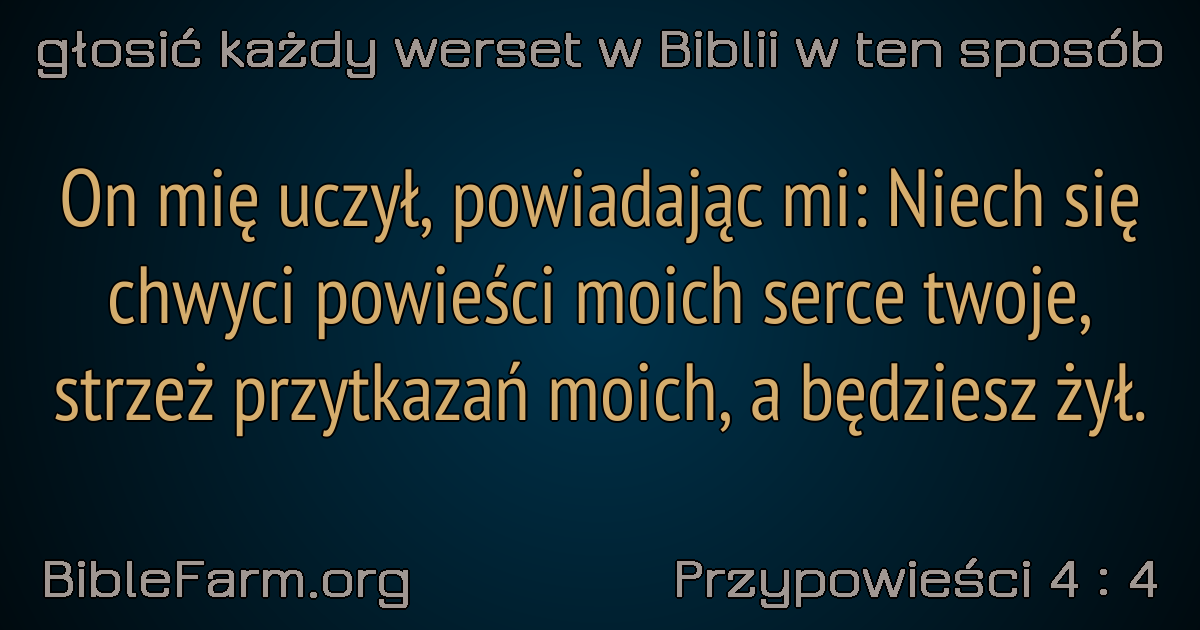 głosić każdy werset w Biblii w ten sposób
On mię uczył, powiadając mi: Niech się
chwyci powieści moich serce twoje,
strzeż przytkazań moich, a będziesz żył.
BibleFarm.org
Przypowieści 4 : 4